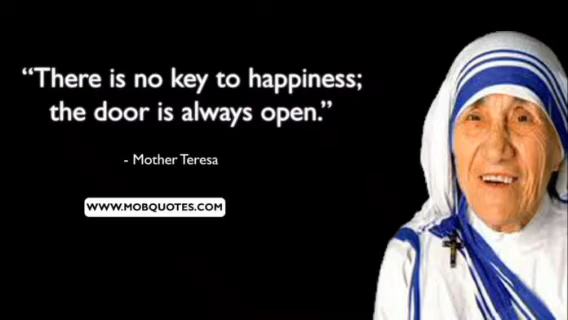 “There is no key to happiness;
the door is always open.”
- Mother Teresa
WWW.MOBQUOTES.COM